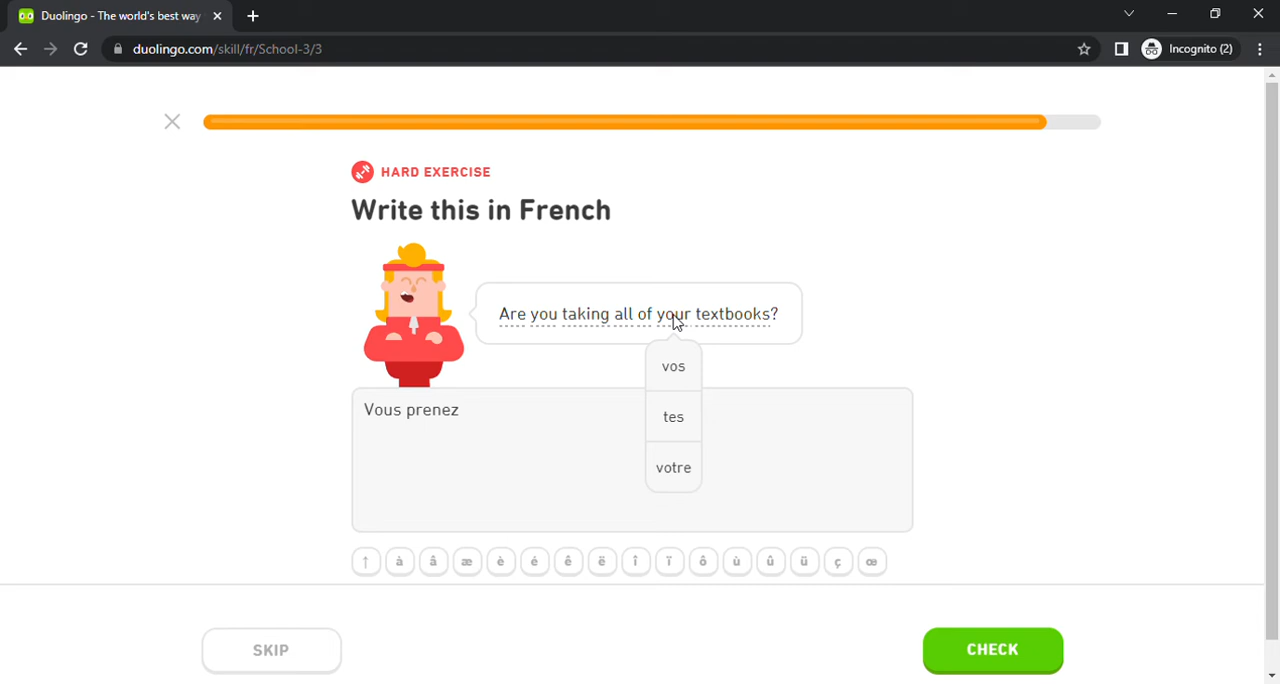 Duolingo - The world's best way
duolingo.com/skill/fr/School-3/3
Incognito (2)
HARD EXERCISE
Write this in French
Are you taking all of your textbooks?
vos
tes
votre
Vous prenez
↑ à â æ è é ê ë î ï ô ù û ü ç œ
SKIP
CHECK